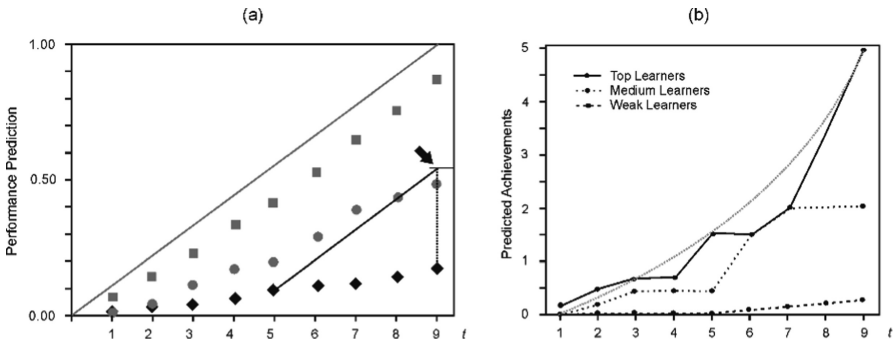 (a)
Performance Prediction
1.00
0.50
0.00
1 2 3 4 5 6 7 8 9 t
(b)
Predicted Achievements
5
4
3
2
1
0
Top Learners
Medium Learners
Weak Learners
1 2 3 4 5 6 7 8 9 t